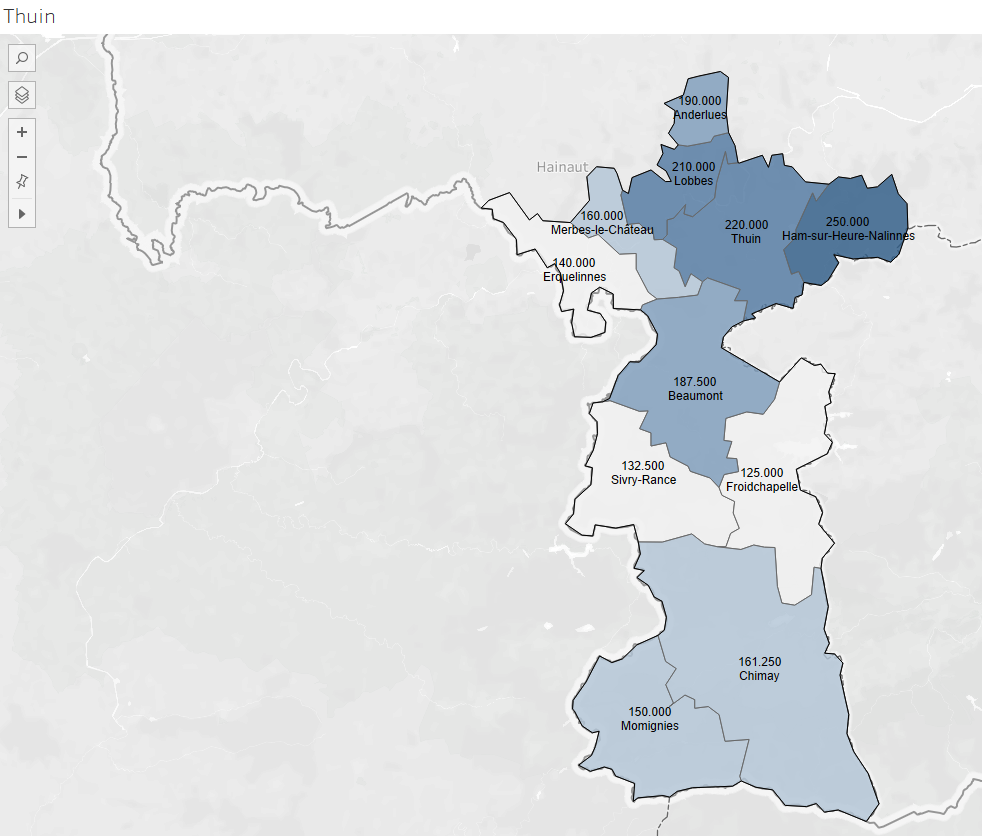 Thuin
190.000
Anderlues
Hainaut
210.000
Lobbes
160.000
Merbes-le-Château
220.000
Thuin
250.000
Ham-sur-Heure-Nalinnes
140.000
Erquelinnes
187.500
Beaumont
132.500
Sivry-Rance
125.000
Froidchapelle
161.250
Chimay
150.000
Momignies